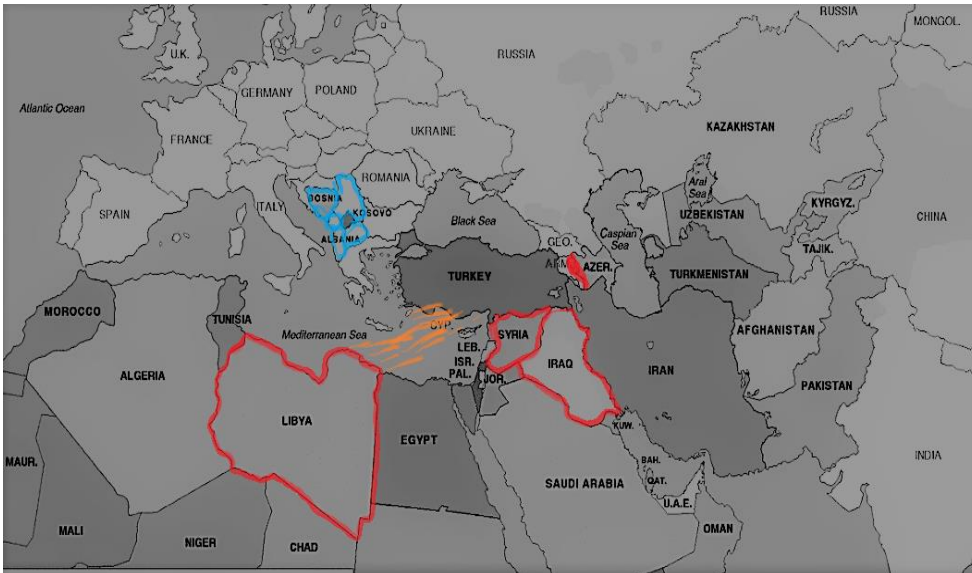 RUSSIA
MONGOL.
U.K.
RUSSIA
GERMANY
POLAND
Atlantic Ocean
UKRAINE
KAZAKHSTAN
FRANCE
ROMANIA
Aral
Sea
BOSNIA
KYRGYZ.
ITALY
KOSOVO
SPAIN
Black Sea
Caspian
Sea
UZBEKISTAN
CHINA
ALBANIA
GEO.
TAJIK.
ARM.
AZER.
TURKEY
TURKMENISTAN
MOROCCO
TUNISIA
CYP.
Mediterranean Sea
SYRIA
AFGHANISTAN
LEB.
ISR.
PAL.
IRAQ
IRAN
ALGERIA
JOR.
PAKISTAN
LIBYA
KUW.
EGYPT
BAH.
QAT.
INDIA
MAUR.
SAUDI ARABIA
U.A.E.
OMAN
MALI
NIGER
CHAD